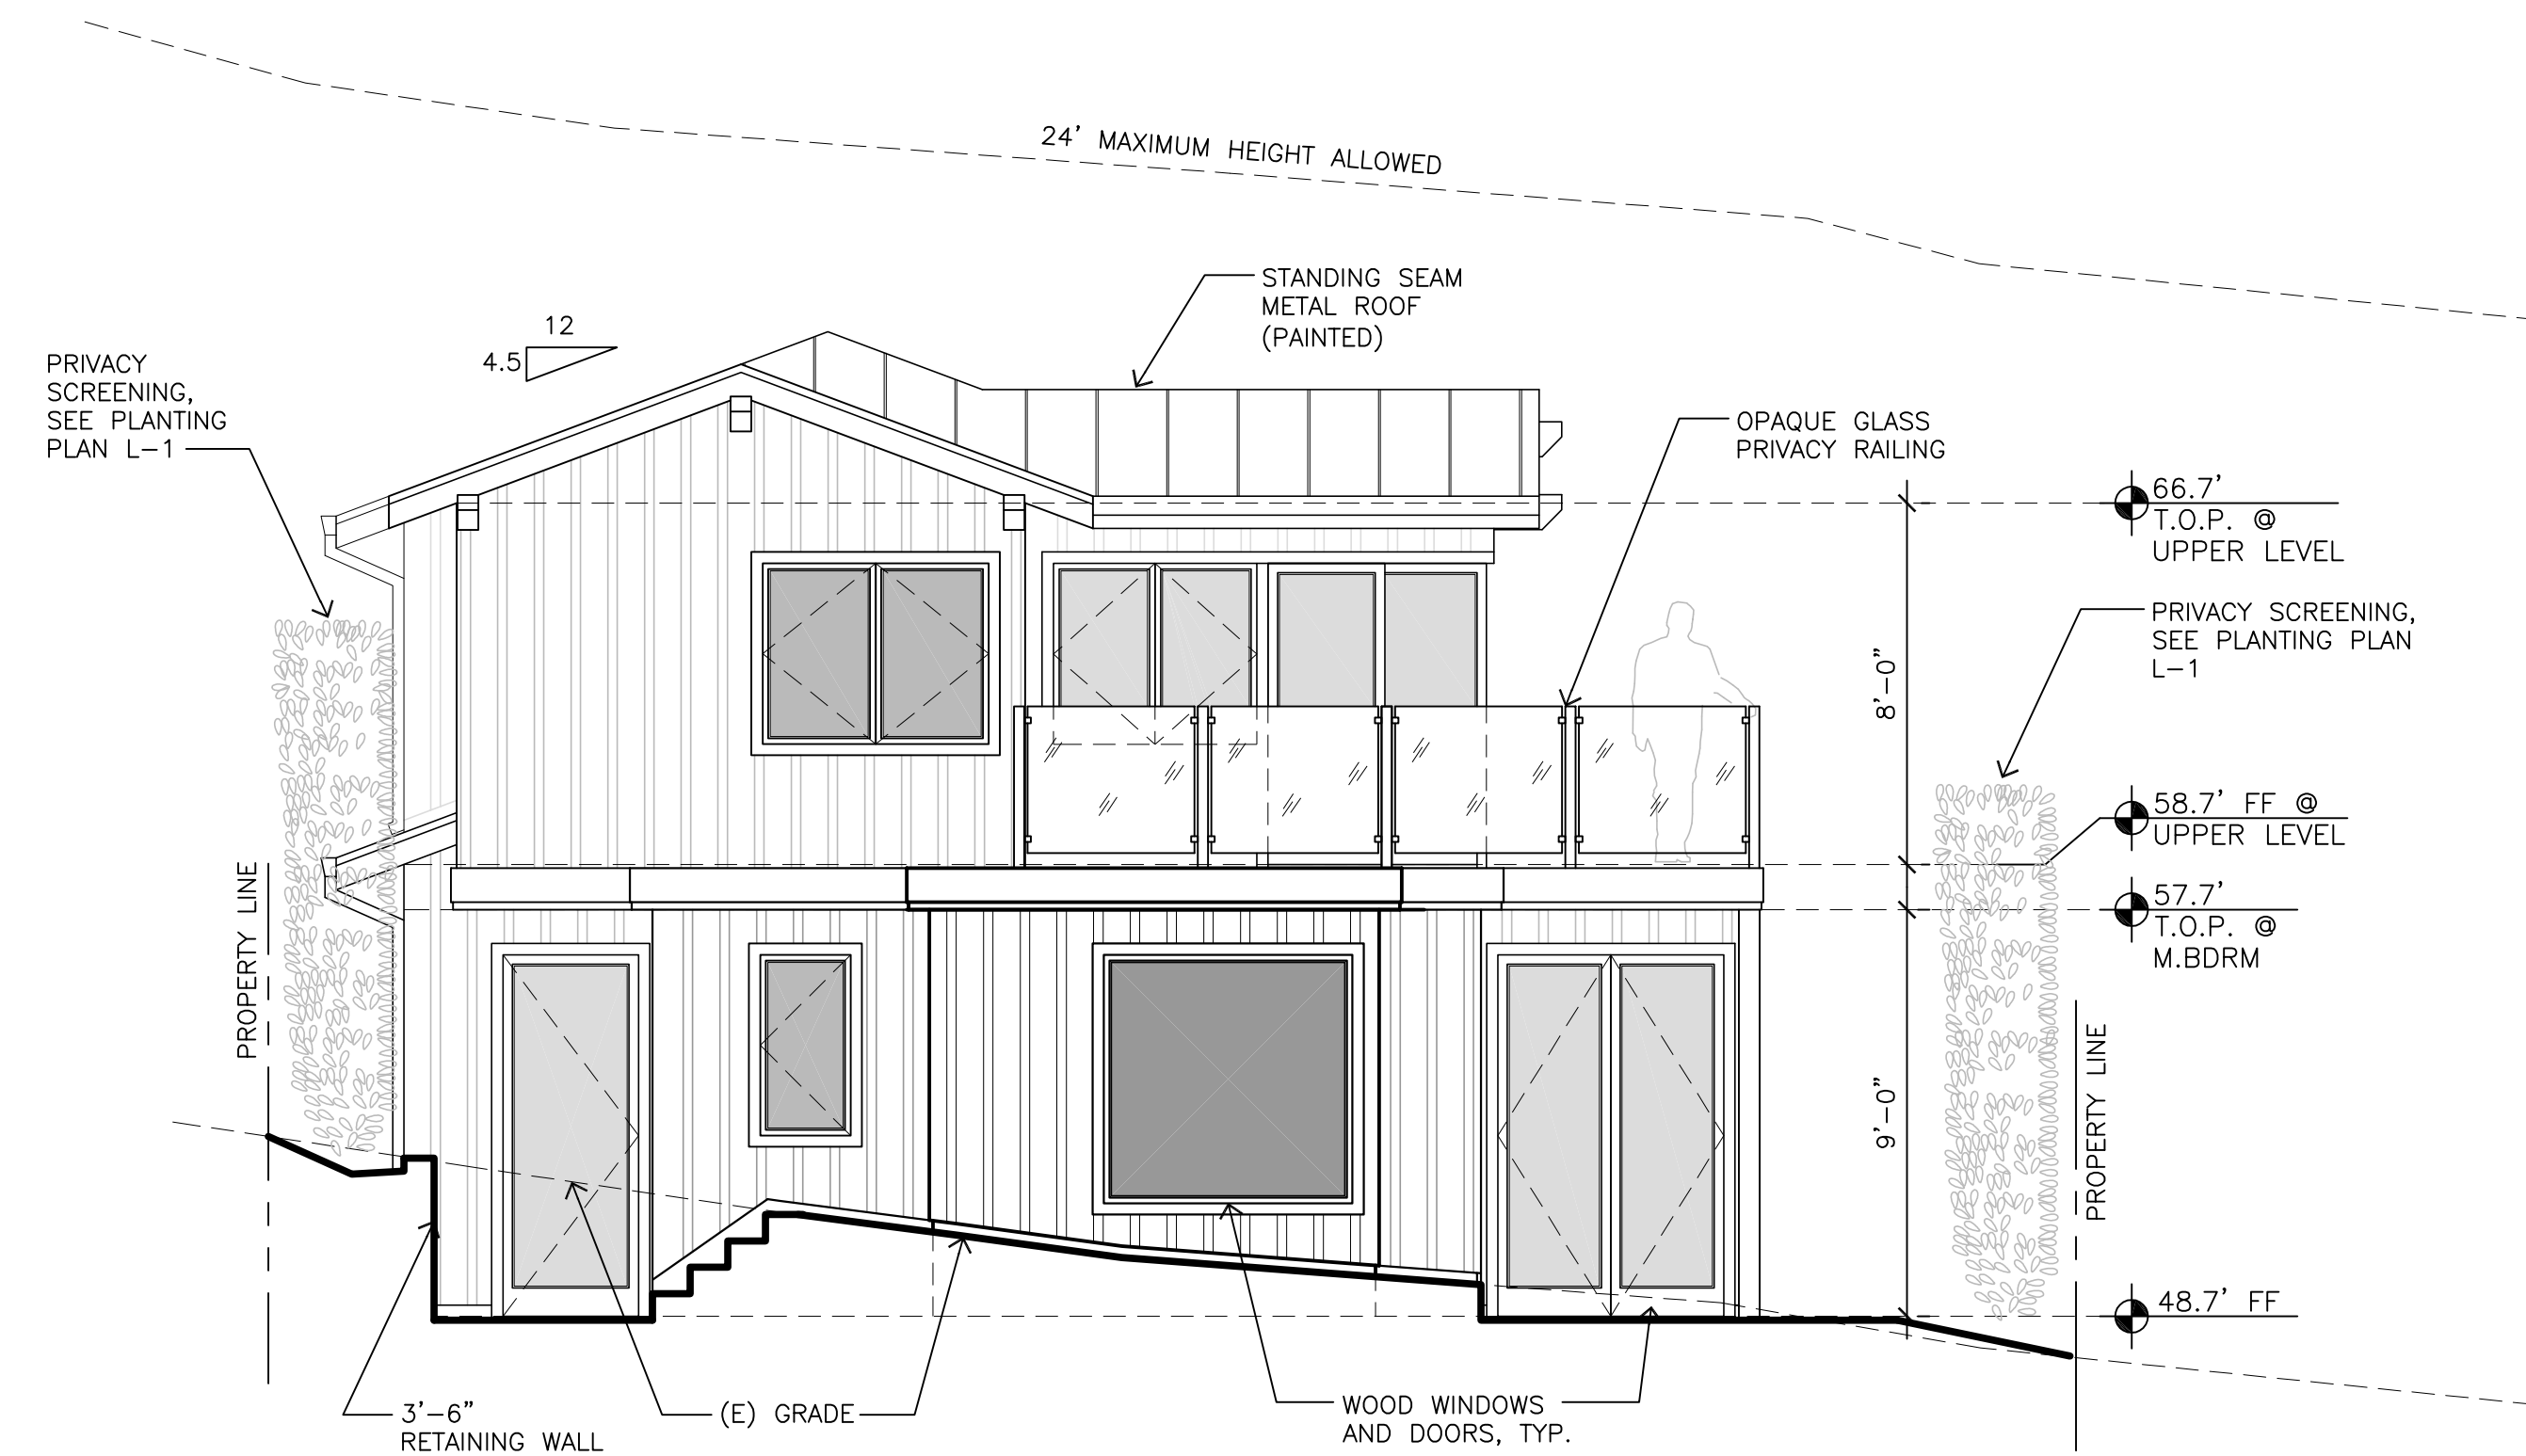 24' MAXIMUM HEIGHT ALLOWED
STANDING SEAM
METAL ROOF
(PAINTED)
12
4.5
PRIVACY
SCREENING,
SEE PLANTING
PLAN L-1
OPAQUE GLASS
PRIVACY RAILING
66.7'
T.O.P. @
UPPER LEVEL
PRIVACY SCREENING,
SEE PLANTING PLAN
L-1
8'-0"
58.7' FF @
UPPER LEVEL
57.7'
T.O.P. @
M.BDRM
PROPERTY LINE
PROPERTY LINE
9'-0"
48.7' FF
3'-6"
RETAINING WALL
(E) GRADE
WOOD WINDOWS
AND DOORS, TYP.